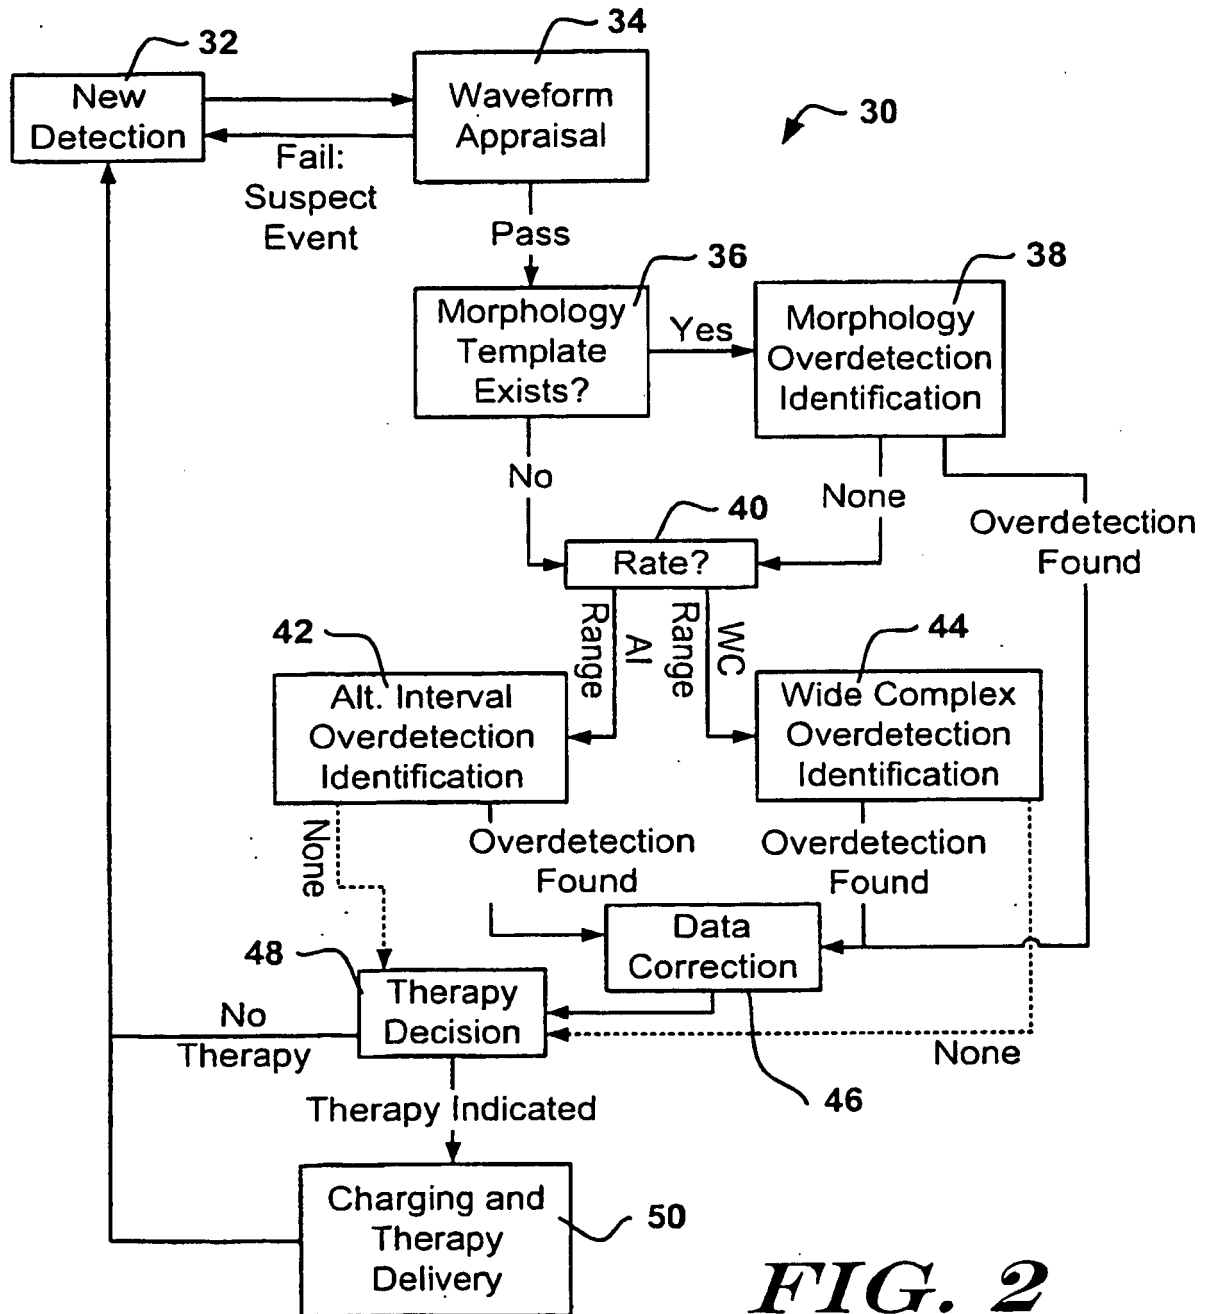 34
32
New
Detection
Waveform
Appraisal
30
Fail:
Suspect
Event
Pass
36
38
Morphology
Template
Exists?
Yes
Morphology
Overdetection
Identification
No
None
40
Overdetection
Found
Rate?
AI
Range
WC
Range
42
44
Alt. Interval
Overdetection
Identification
Wide Complex
Overdetection
Identification
None
Overdetection
Found
Overdetection
Found
Data
Correction
48
Therapy
Decision
No
Therapy
None
46
Therapy Indicated
Charging and
Therapy
Delivery
50
FIG. 2